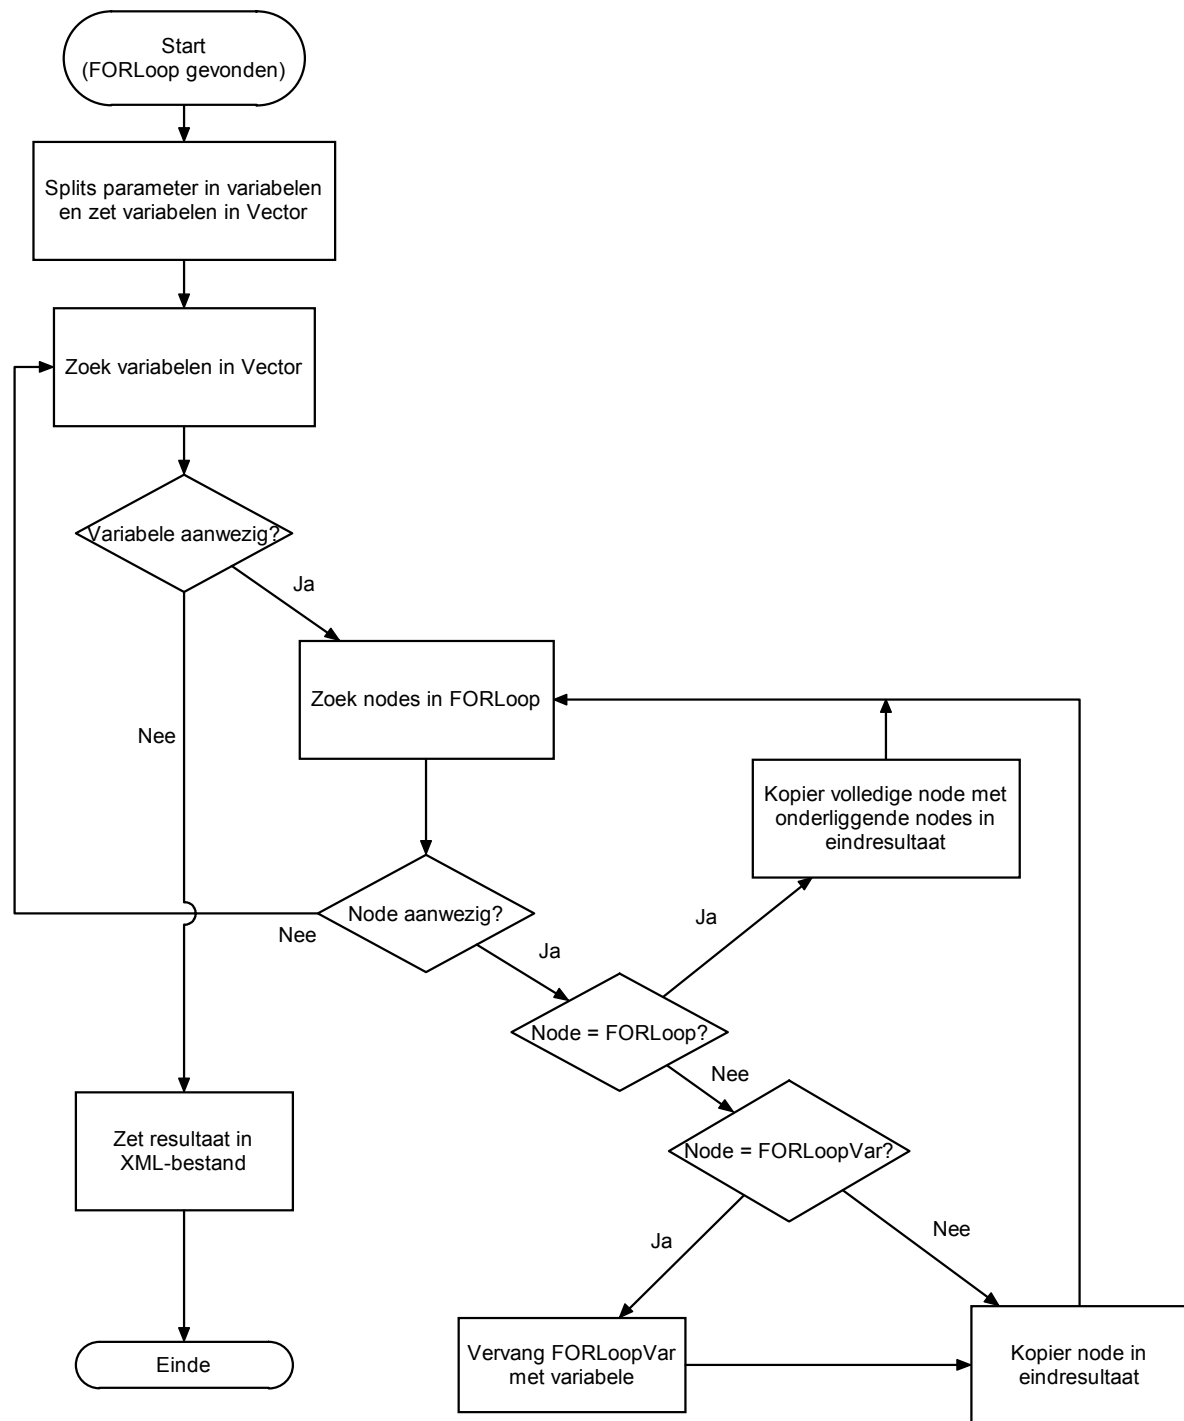 Start
(FORLoop gevonden)
Splits parameter in variabelen
en zet variabelen in Vector
Zoek variabelen in Vector
Variabele aanwezig?
Ja
Zoek nodes in FORLoop
Nee
Kopier volledige node met
onderliggende nodes in
eindresultaat
Node aanwezig?
Nee
Ja
Ja
Node = FORLoop?
Nee
Node = FORLoopVar?
Zet resultaat in
XML-bestand
Ja
Nee
Vervang FORLoopVar
met variabele
Kopier node in
eindresultaat
Einde